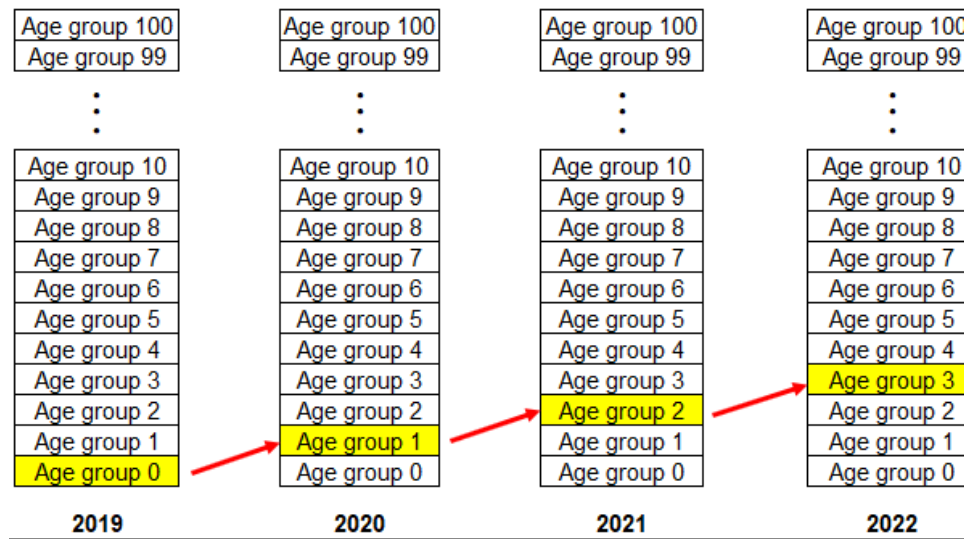 Age group 100 Age group 100 Age group 100 Age group 100
Age group 99 Age group 99 Age group 99 Age group 99
Age group 10 Age group 10 Age group 10 Age group 10
Age group 9 Age group 9 Age group 9 Age group 9
Age group 8 Age group 8 Age group 8 Age group 8
Age group 7 Age group 7 Age group 7 Age group 7
Age group 6 Age group 6 Age group 6 Age group 6
Age group 5 Age group 5 Age group 5 Age group 5
Age group 4 Age group 4 Age group 4 Age group 4
Age group 3 Age group 3 Age group 3 Age group 3
Age group 2 Age group 2 Age group 2 Age group 2
Age group 1 Age group 1 Age group 1 Age group 1
Age group 0 Age group 0 Age group 0 Age group 0
2019 2020 2021 2022